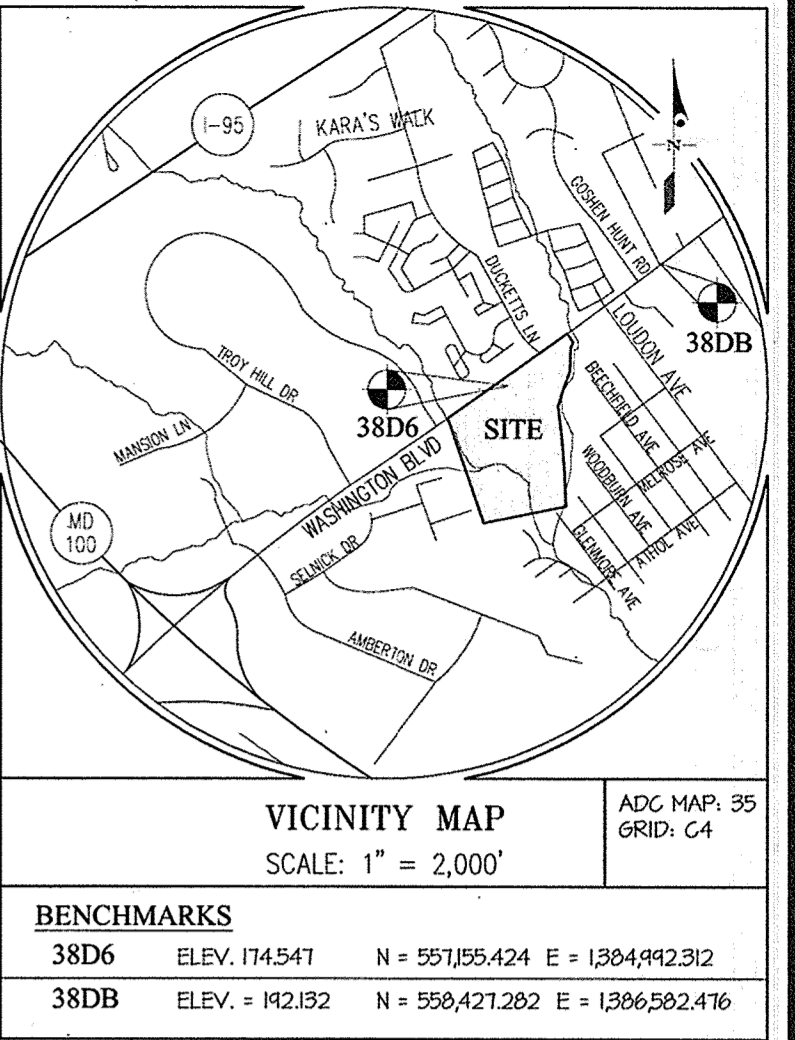 I-95
KARA'S WALK
N
GOSHEN HUNT RD
DUCKETTS LN
LOUDON AVE
38DB
TROY HILL DR
BEECHFIELD AVE
38D6
SITE
MANSION LN
WASHINGTON BLVD
WOODBURN AVE
MELROSE AVE
MD
100
SELNICK DR
GLENMORE AVE
ATHOL AVE
AMBERTON DR
VICINITY MAP
SCALE: 1" = 2,000'
ADC MAP: 35
GRID: C4
BENCHMARKS
38D6 ELEV. 174.547 N = 557,155.424 E = 1,384,992.312
38DB ELEV. = 192.132 N = 558,427.282 E = 1,386,582.476